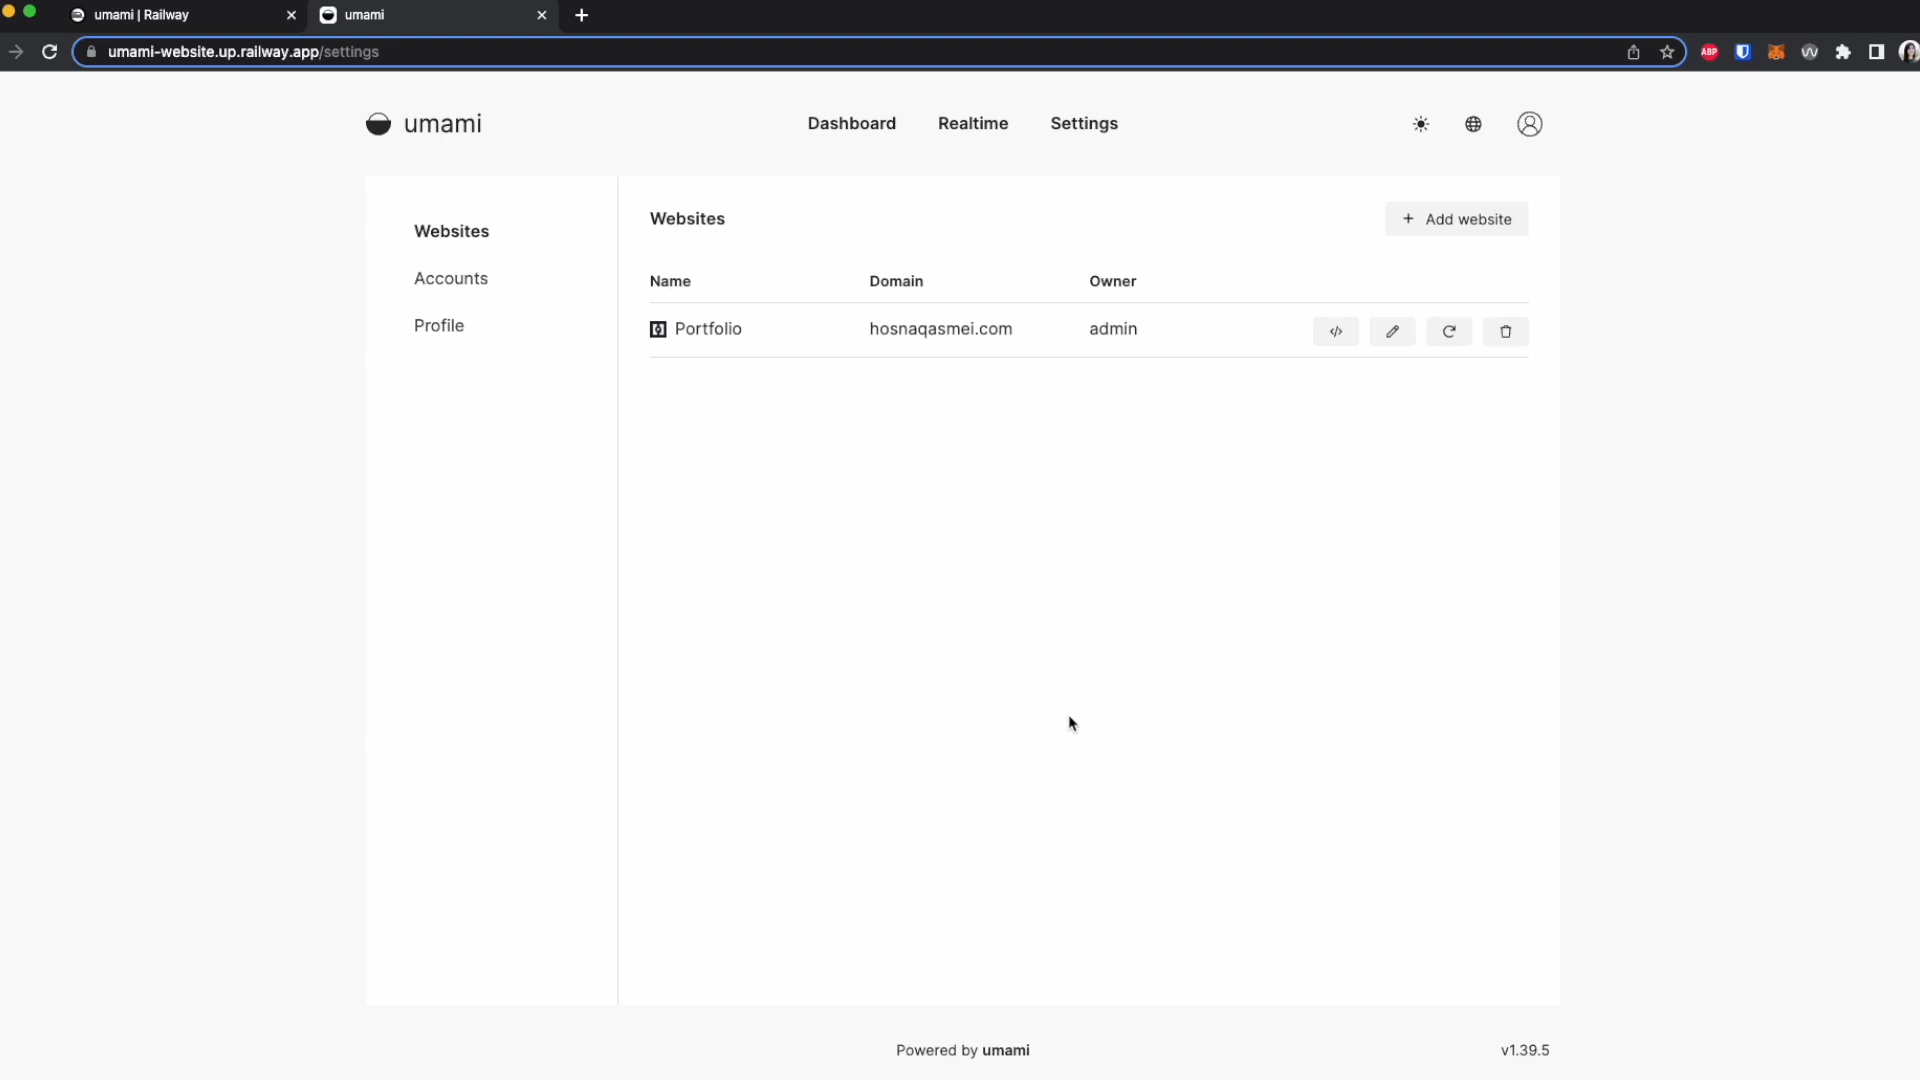 umami | Railway
umami
umami-website.up.railway.app/settings
ABP
umami
Dashboard
Realtime
Settings
Websites
Accounts
Profile
Websites
+ Add website
Name
Domain
Owner
Portfolio
hosnaqasmei.com
admin
</>
Powered by umami
v1.39.5